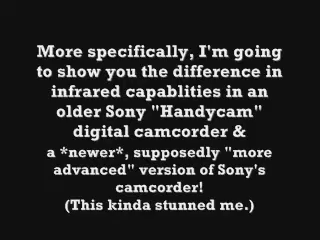 More specifically, I'm going
to show you the difference in
infrared capablities in an
older Sony "Handycam"
digital camcorder &
a *newer*, supposedly "more
advanced" version of Sony's
camcorder!
(This kinda stunned me.)